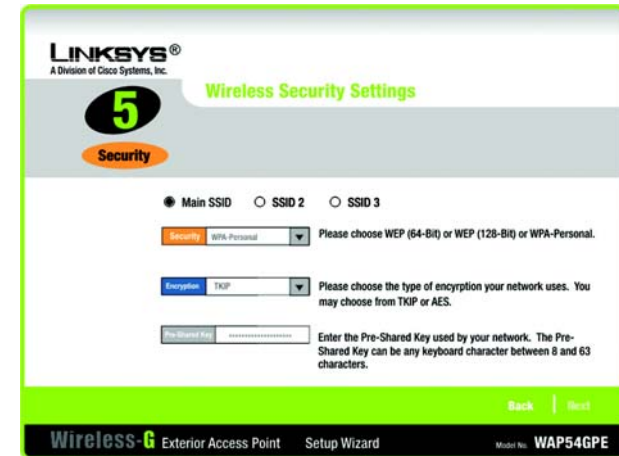 LINKSYS®
A Division of Cisco Systems, Inc.
5
Security
Wireless Security Settings
Main SSID SSID 2 SSID 3
Security WPA-Personal Please choose WEP (64-Bit) or WEP (128-Bit) or WPA-Personal.
Encryption TKIP Please choose the type of encyrption your network uses. You
may choose from TKIP or AES.
Pre-Shared Key ******************* Enter the Pre-Shared Key used by your network. The Pre-
Shared Key can be any keyboard character between 8 and 63
characters.
Back Next
Wireless-G Exterior Access Point Setup Wizard Model No. WAP54GPE